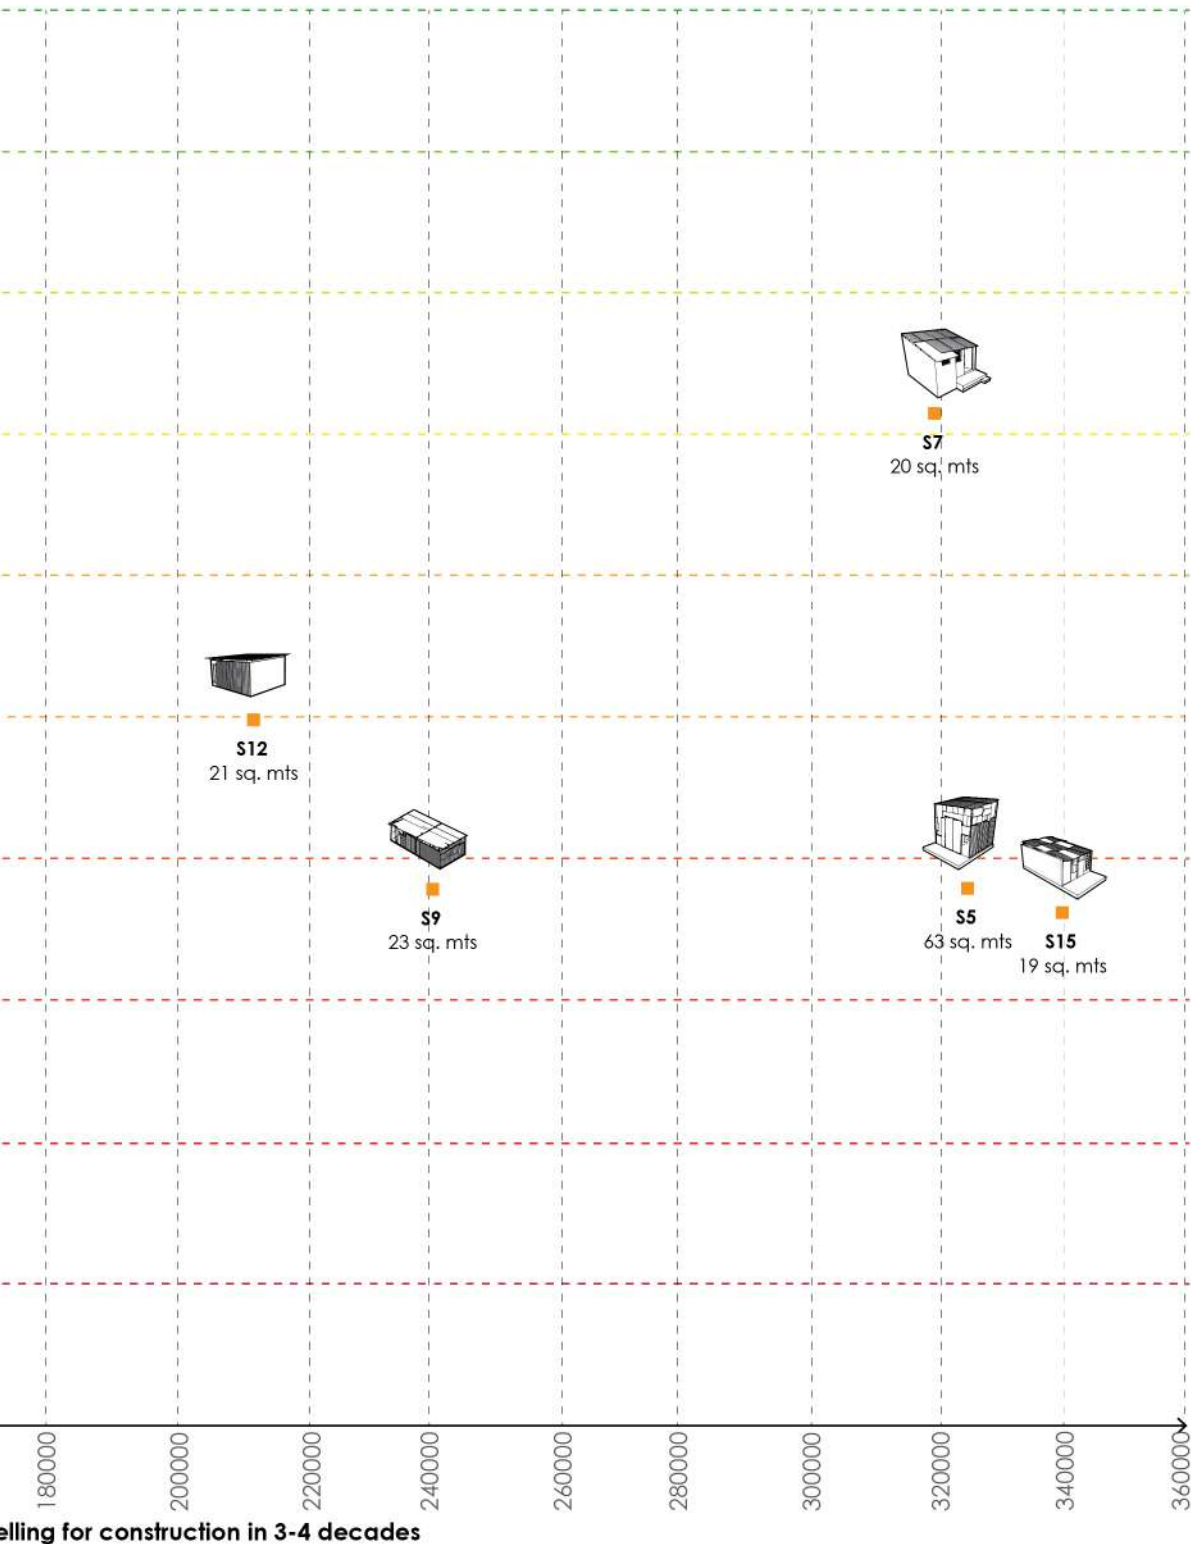 S7
20 sq. mts
S12
21 sq. mts
S9
23 sq. mts
S5
63 sq. mts
S15
19 sq. mts
180000
200000
220000
240000
260000
280000
300000
320000
340000
360000
elling for construction in 3-4 decades